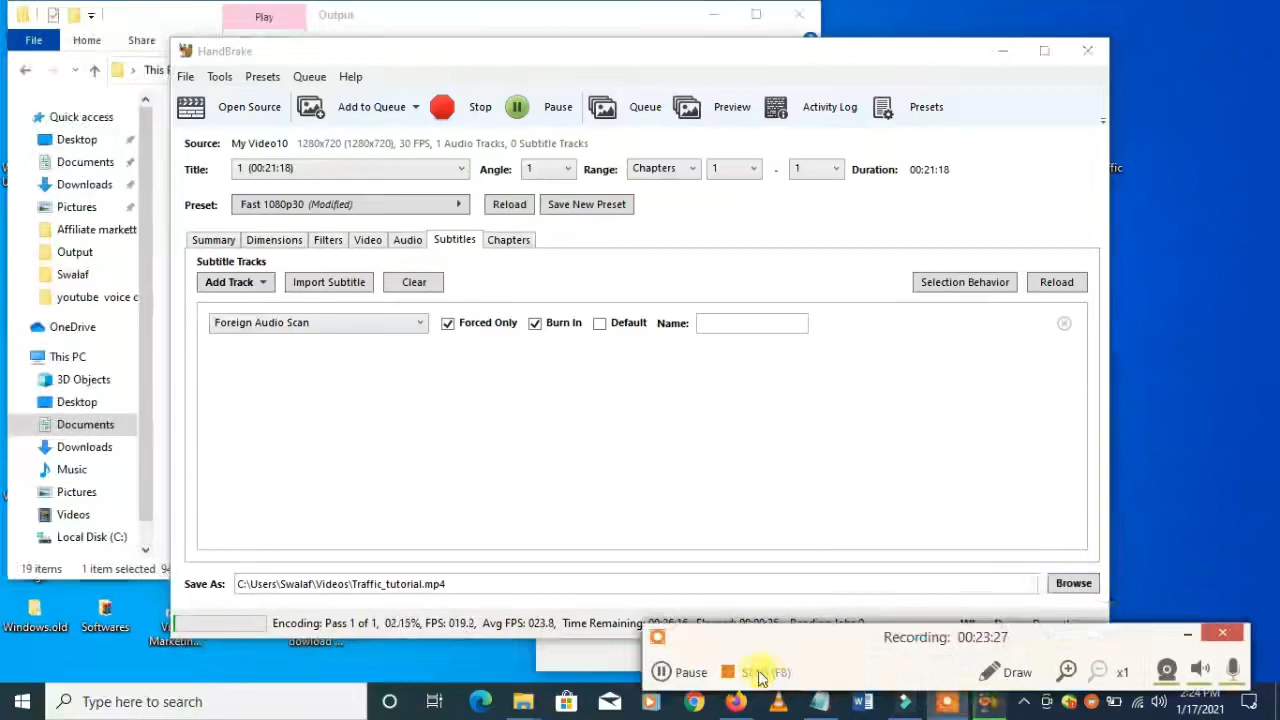 Play
Output
File
Home
Share
This P
Quick access
Desktop
Documents
Downloads
Pictures
Affiliate markett
Output
Swalaf
youtube voice c
OneDrive
This PC
3D Objects
Desktop
Documents
Downloads
Music
Pictures
Videos
Local Disk (C:)
19 items
1 item selected
HandBrake
File
Tools
Presets
Queue
Help
Open Source
Add to Queue
Stop
Pause
Queue
Preview
Activity Log
Presets
Source: My Video10 1280x720 (1280x720), 30 FPS, 1 Audio Tracks, 0 Subtitle Tracks
Title: 1 (00:21:18) Angle: 1 Range: Chapters 1 - 1 Duration: 00:21:18
Preset: Fast 1080p30 (Modified) Reload Save New Preset
Summary Dimensions Filters Video Audio Subtitles Chapters
Subtitle Tracks
Add Track Import Subtitle Clear Selection Behavior Reload
Foreign Audio Scan Forced Only Burn In Default Name:
Save As: C:\Users\Swalaf\Videos\Traffic_tutorial.mp4 Browse
Encoding: Pass 1 of 1, 02.15%, FPS: 019.2, Avg FPS: 023.8, Time Remaining:
Windows.old
Softwares
Recording: 00:23:27
Pause
(F8)
Draw
x1
Type here to search
2:24 PM
1/17/2021